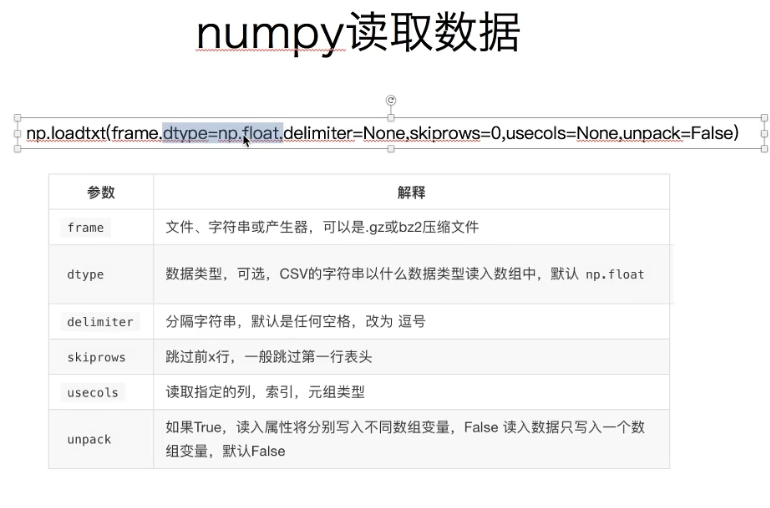 numpy读取数据
np.loadtxt(frame,dtype=np.float,delimiter=None,skiprows=0,usecols=None,unpack=False)
参数 解释
frame 文件、字符串或产生器，可以是.gz或bz2压缩文件
dtype 数据类型，可选，CSV的字符串以什么数据类型读入数组中，默认 np.float
delimiter 分隔字符串，默认是任何空格，改为 逗号
skiprows 跳过前x行，一般跳过第一行表头
usecols 读取指定的列，索引，元组类型
unpack 如果True，读入属性将分别写入不同数组变量，False 读入数据只写入一个数
组变量，默认False